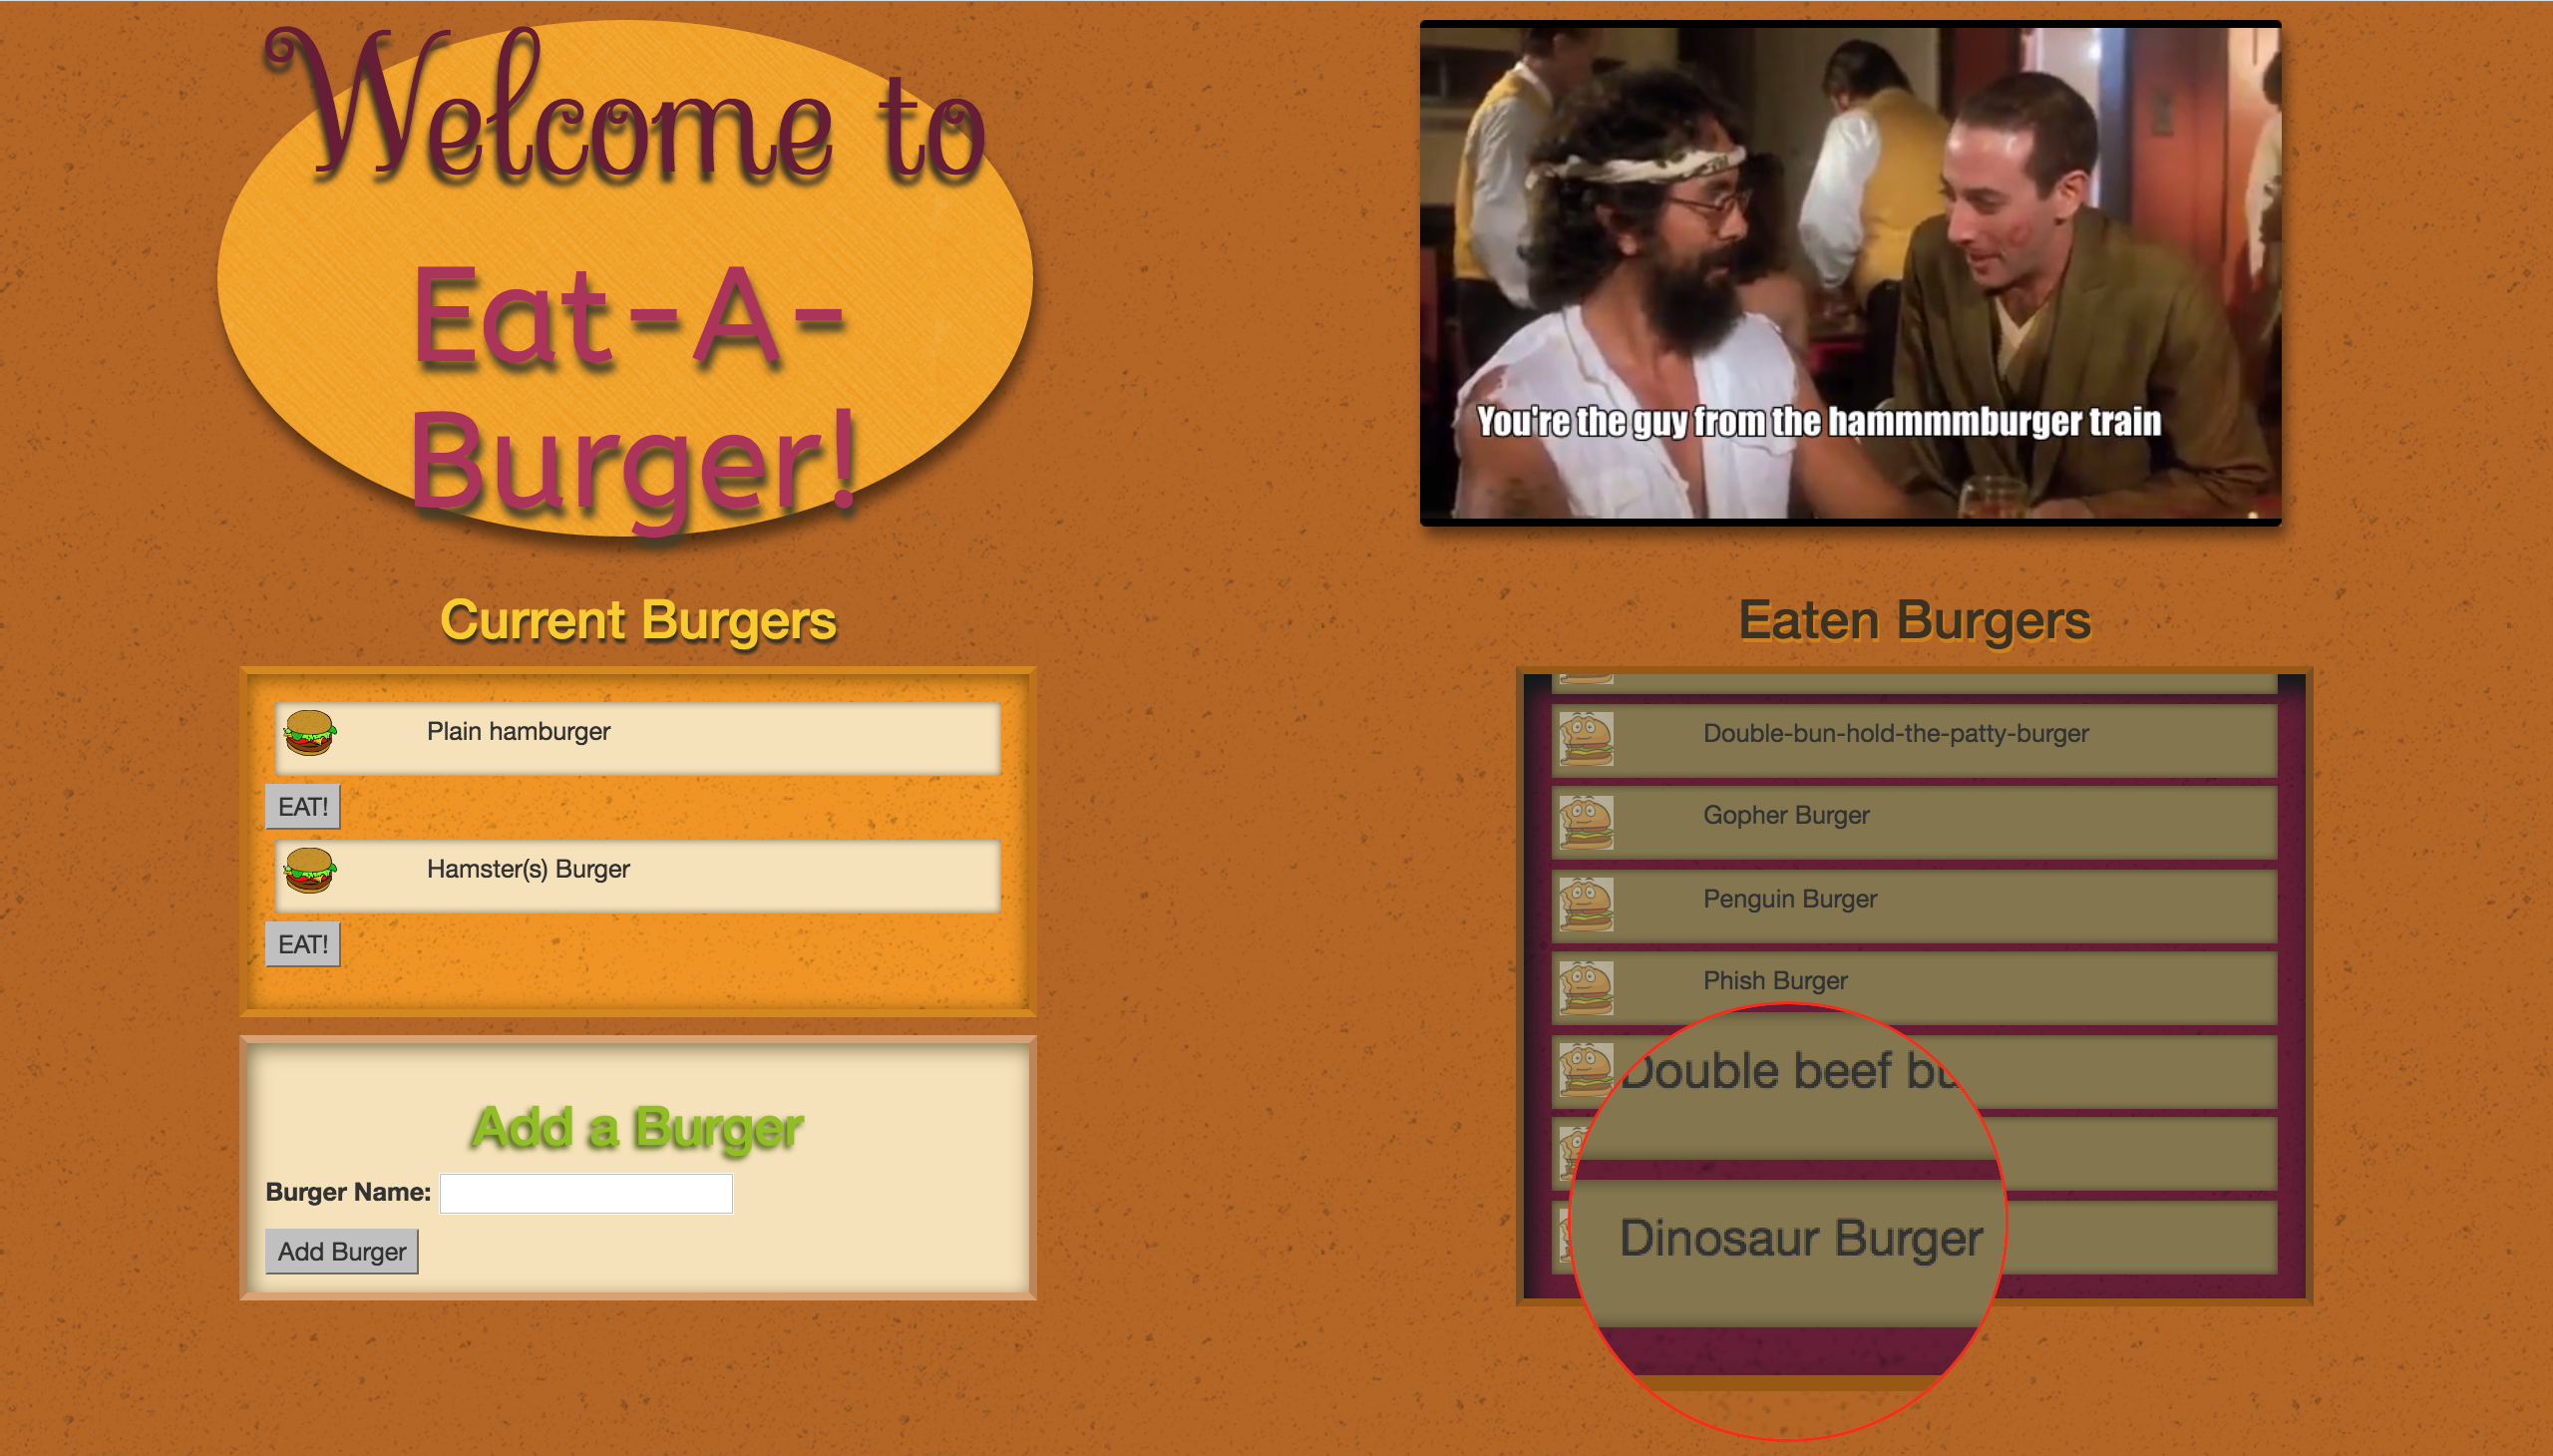 Welcome to
Eat-A-
Burger!
You're the guy from the hammmmburger train
Current Burgers
Plain hamburger
EAT!
Hamster(s) Burger
EAT!
Add a Burger
Burger Name:
Add Burger
Eaten Burgers
Double-bun-hold-the-patty-burger
Gopher Burger
Penguin Burger
Phish Burger
Double beef bu
Dinosaur Burger